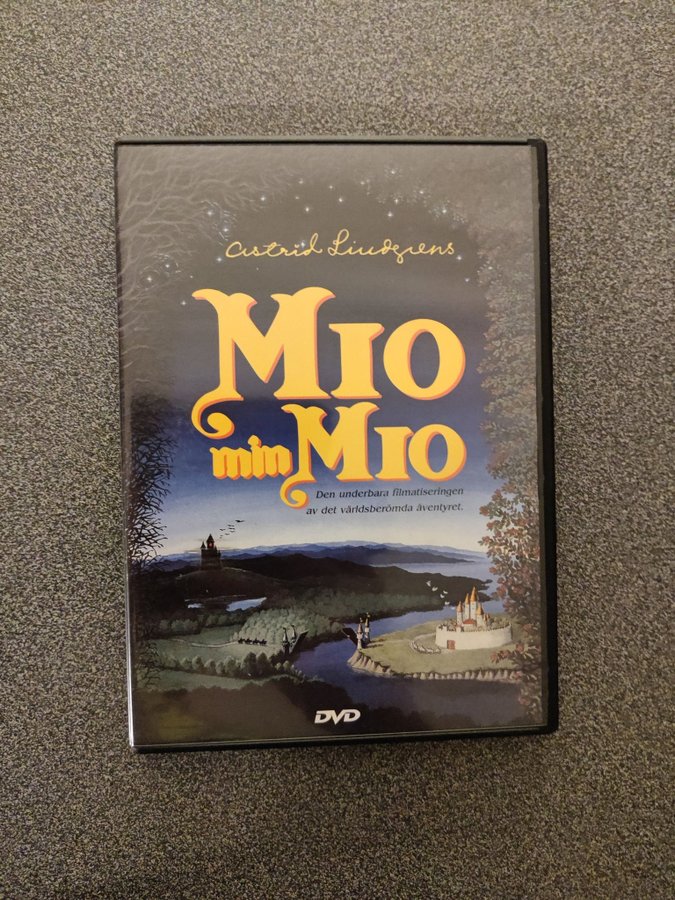 Astrid Lindgrens
Mio
min Mio
Den underbara filmatiseringen
av det världsberömda äventyret.
DVD